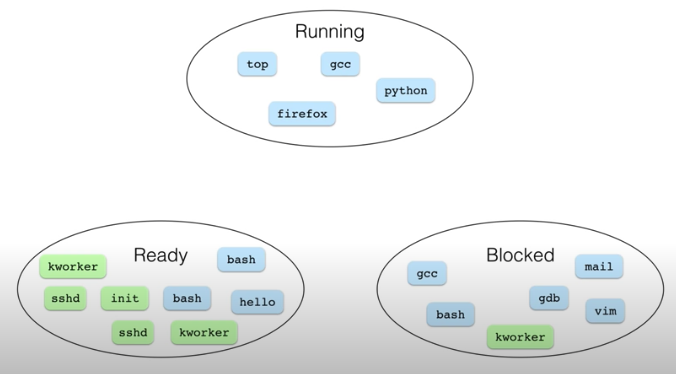 Running
top
gcc
python
firefox
Ready
bash
kworker
sshd
init
bash
hello
sshd
kworker
Blocked
mail
gcc
gdb
bash
vim
kworker